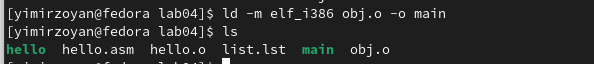 [yimirzoyan@fedora lab04]$ ld -m elf_i386 obj.o -o main
[yimirzoyan@fedora lab04]$ ls
hello hello.asm hello.o list.lst main obj.o